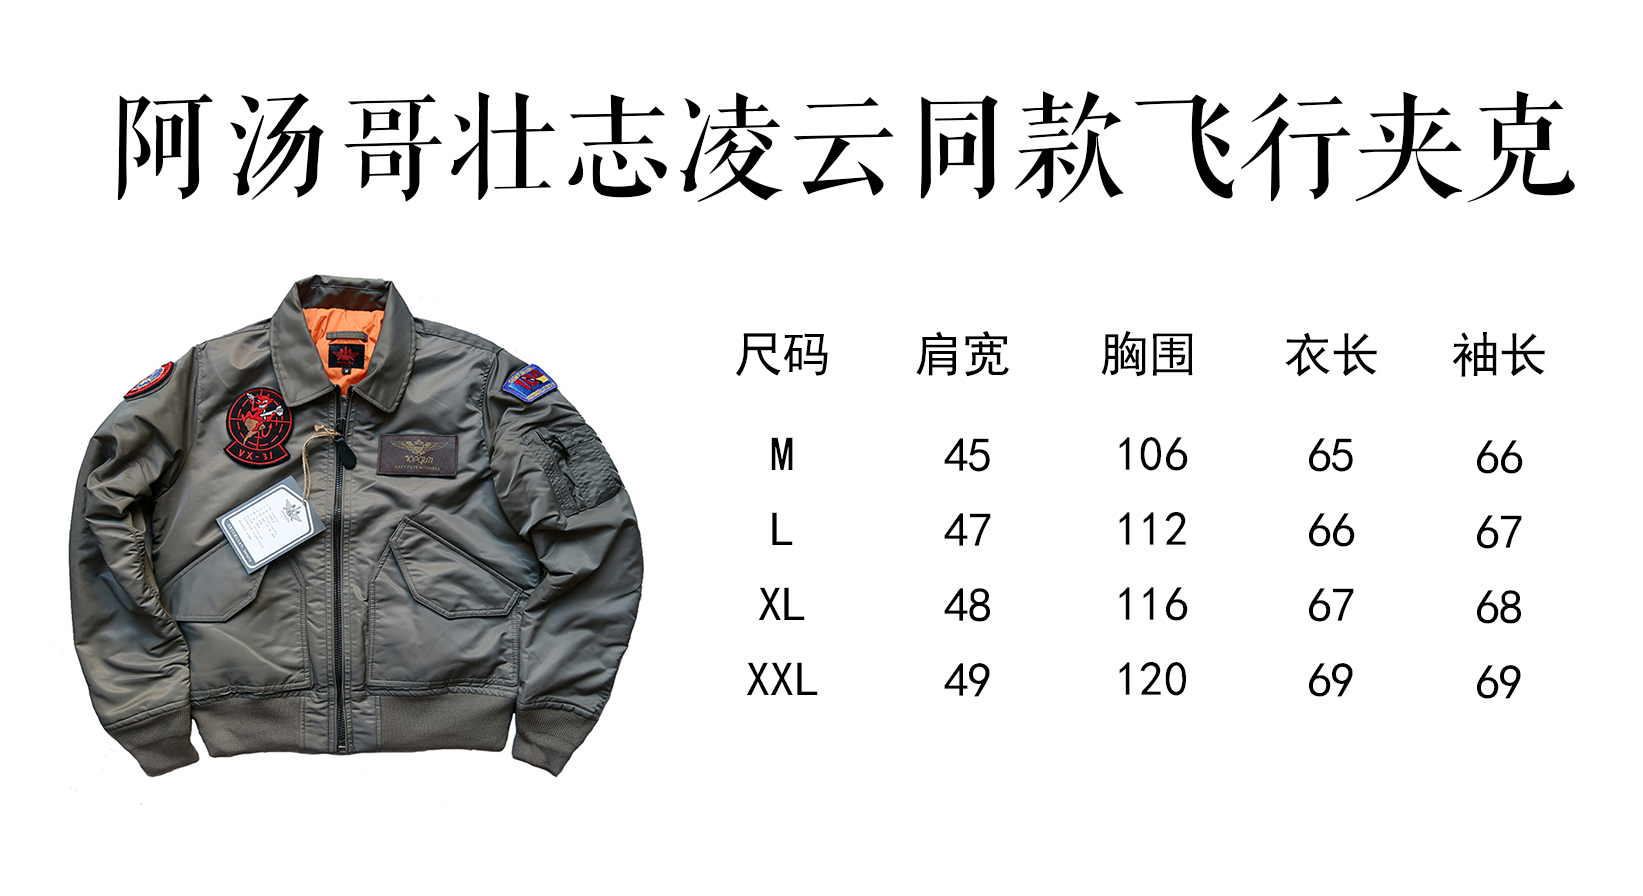 阿汤哥壮志凌云同款飞行夹克
尺码 肩宽 胸围 衣长 袖长
M 45 106 65 66
L 47 112 66 67
XL 48 116 67 68
XXL 49 120 69 69
VX-31
TOPGUN